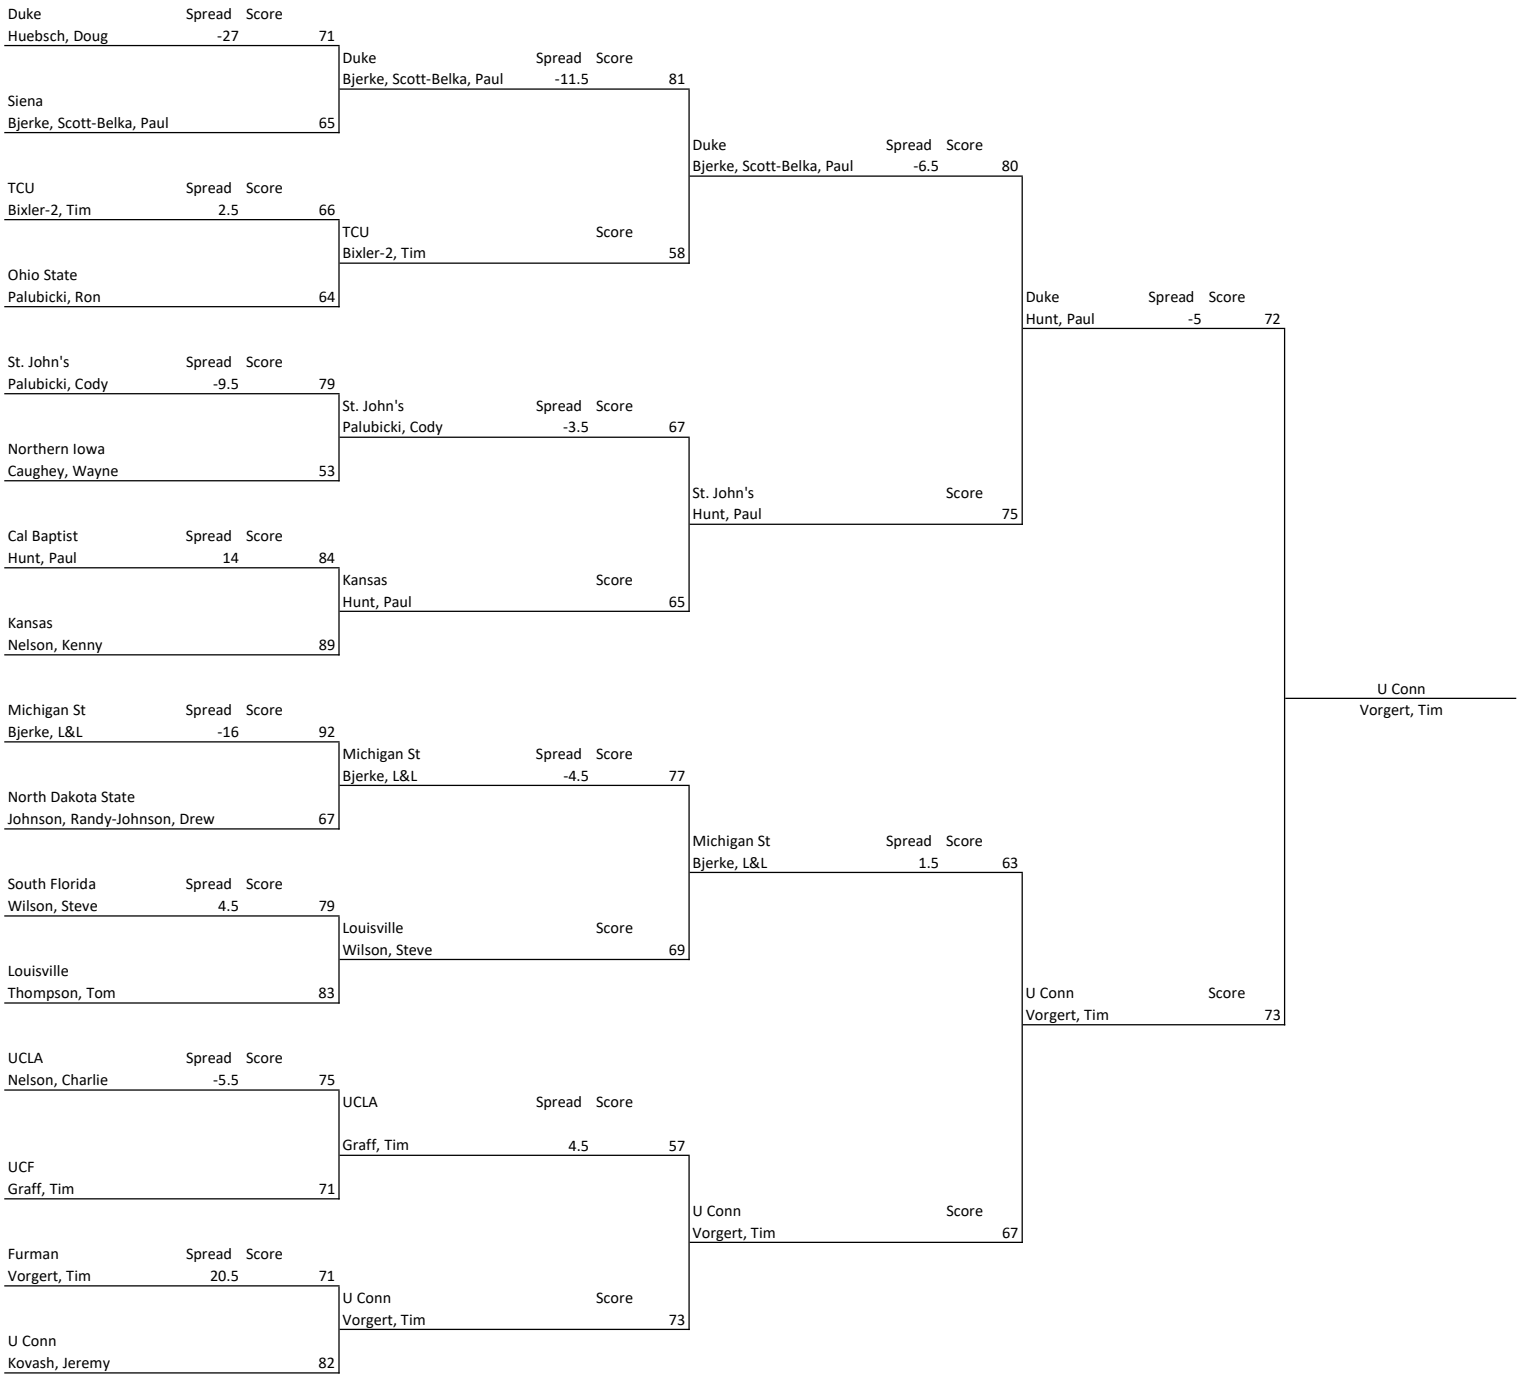 Duke Spread Score
Huebsch, Doug -27 71
Siena
Bjerke, Scott-Belka, Paul 65
TCU Spread Score
Bixler-2, Tim 2.5 66
Ohio State
Palubicki, Ron 64
St. John's Spread Score
Palubicki, Cody -9.5 79
Northern Iowa
Caughey, Wayne 53
Cal Baptist Spread Score
Hunt, Paul 14 84
Kansas
Nelson, Kenny 89
Michigan St Spread Score
Bjerke, L&L -16 92
North Dakota State
Johnson, Randy-Johnson, Drew 67
South Florida Spread Score
Wilson, Steve 4.5 79
Louisville
Thompson, Tom 83
UCLA Spread Score
Nelson, Charlie -5.5 75
UCF
Graff, Tim 71
Furman Spread Score
Vorgert, Tim 20.5 71
U Conn
Kovash, Jeremy 82
Duke Spread Score
Bjerke, Scott-Belka, Paul -11.5 81
TCU Score
Bixler-2, Tim 58
St. John's Spread Score
Palubicki, Cody -3.5 67
Kansas Score
Hunt, Paul 65
Michigan St Spread Score
Bjerke, L&L -4.5 77
Louisville Score
Wilson, Steve 69
UCLA Spread Score
Graff, Tim 4.5 57
U Conn Score
Vorgert, Tim 73
Duke Spread Score
Bjerke, Scott-Belka, Paul -6.5 80
St. John's Score
Hunt, Paul 75
Michigan St Spread Score
Bjerke, L&L 1.5 63
U Conn Score
Vorgert, Tim 67
Duke Spread Score
Hunt, Paul -5 72
U Conn Score
Vorgert, Tim 73
U Conn
Vorgert, Tim